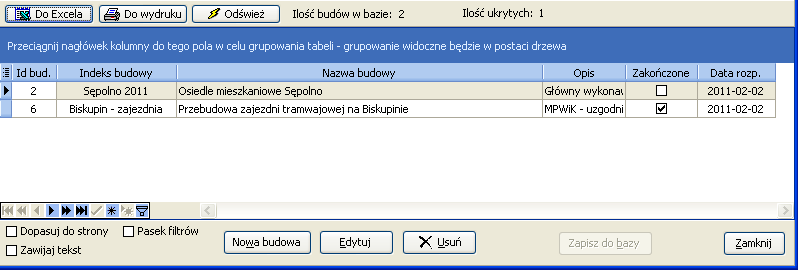 Do Excela Do wydruku Odśwież Ilość budów w bazie: 2 Ilość ukrytych: 1
Przeciągnij nagłówek kolumny do tego pola w celu grupowania tabeli - grupowanie widoczne będzie w postaci drzewa
Id bud. Indeks budowy Nazwa budowy Opis Zakończone Data rozp.
2 Sępolno 2011 Osiedle mieszkaniowe Sępolno Główny wykonaw 2011-02-02
6 Biskupin - zajezdnia Przebudowa zajezdni tramwajowej na Biskupinie MPWiK - uzgodni 2011-02-02
Dopasuj do strony Pasek filtrów
Zawijaj tekst
Nowa budowa Edytuj Usuń Zapisz do bazy Zamknij